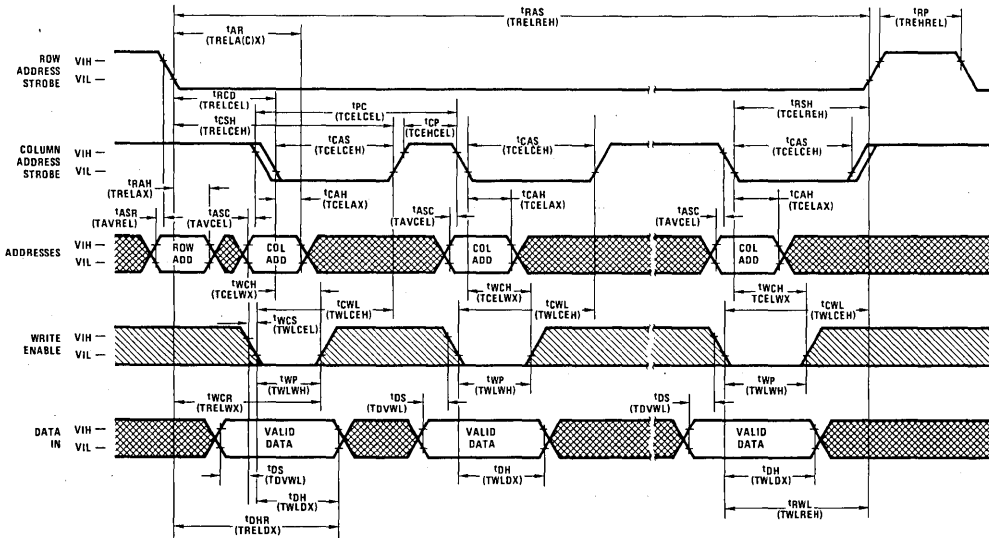 tRAS
(TRELREH)
tRP
(TREHREL)
tAR
(TRELA(C)X)
ROW
ADDRESS
STROBE
VIH
VIL
tRCD
(TRELCEL)
tPC
(TCELCEL)
tRSH
(TCELREH)
tCSH
(TRELCEH)
tCP
(TCEHCEL)
COLUMN
ADDRESS
STROBE
VIH
VIL
tCAS
(TCELCEH)
tCAS
(TCELCEH)
tCAS
(TCELCEH)
tRAH
(TRELAX)
tCAH
(TCELAX)
tCAH
(TCELAX)
tCAH
(TCELAX)
tASR
(TAVREL)
tASC
(TAVCEL)
tASC
(TAVCEL)
tASC
(TAVCEL)
ADDRESSES
VIH
VIL
ROW
ADD
COL
ADD
COL
ADD
COL
ADD
tWCH
(TCELWX)
tCWL
(TWLCEH)
tWCH
(TCELWX)
tCWL
(TWLCEH)
tWCH
TCELWX)
tCWL
(TWLCEH)
tWCS
(TWLCEL)
WRITE
ENABLE
VIH
VIL
tWP
(TWLWH)
tWP
(TWLWH)
tWP
(TWLWH)
tWCR
(TRELWX)
tDS
(TDVWL)
tDS
(TDVWL)
DATA
IN
VIH
VIL
VALID
DATA
VALID
DATA
VALID
DATA
tDS
(TDVWL)
tDH
(TWLDX)
tDH
(TWLDX)
tDH
(TWLDX)
tDHR
(TRELDX)
tRWL
(TWLREH)